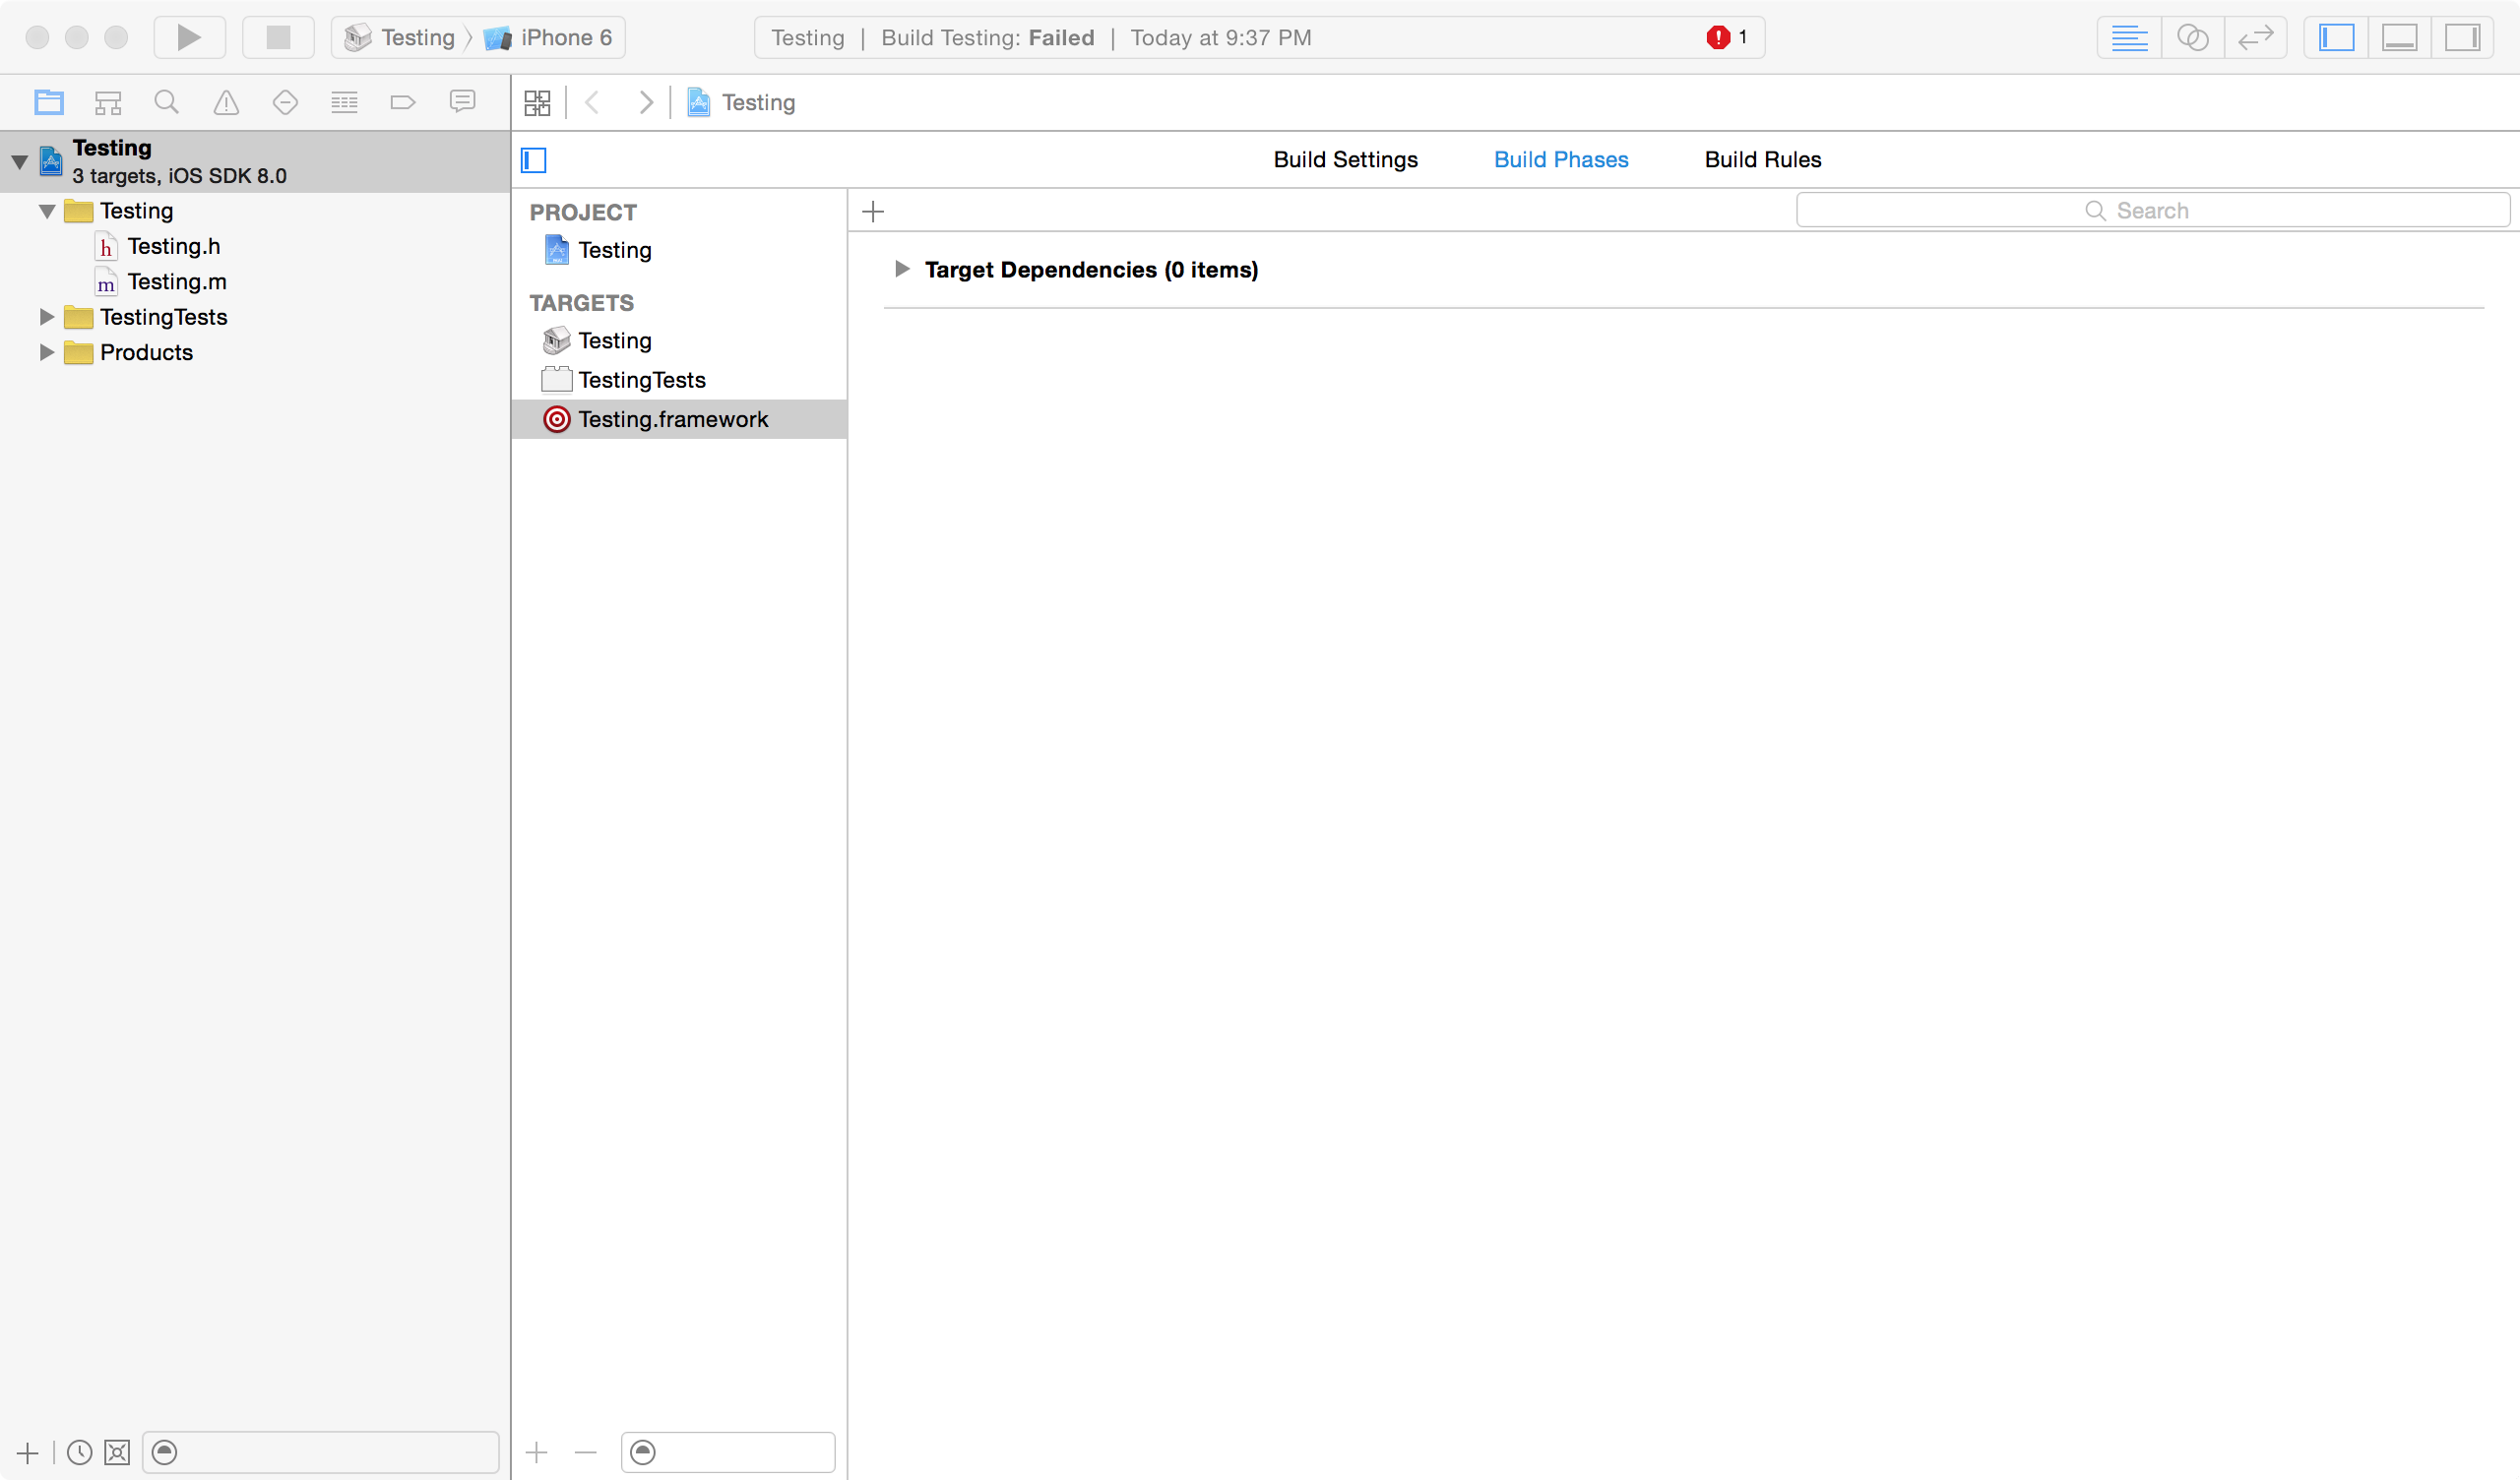 Testing iPhone 6
Testing | Build Testing: Failed | Today at 9:37 PM
1
Testing
3 targets, iOS SDK 8.0
Testing
h Testing.h
m Testing.m
TestingTests
Products
Testing
Build Settings Build Phases Build Rules
PROJECT
Testing
TARGETS
Testing
TestingTests
Testing.framework
Search
Target Dependencies (0 items)